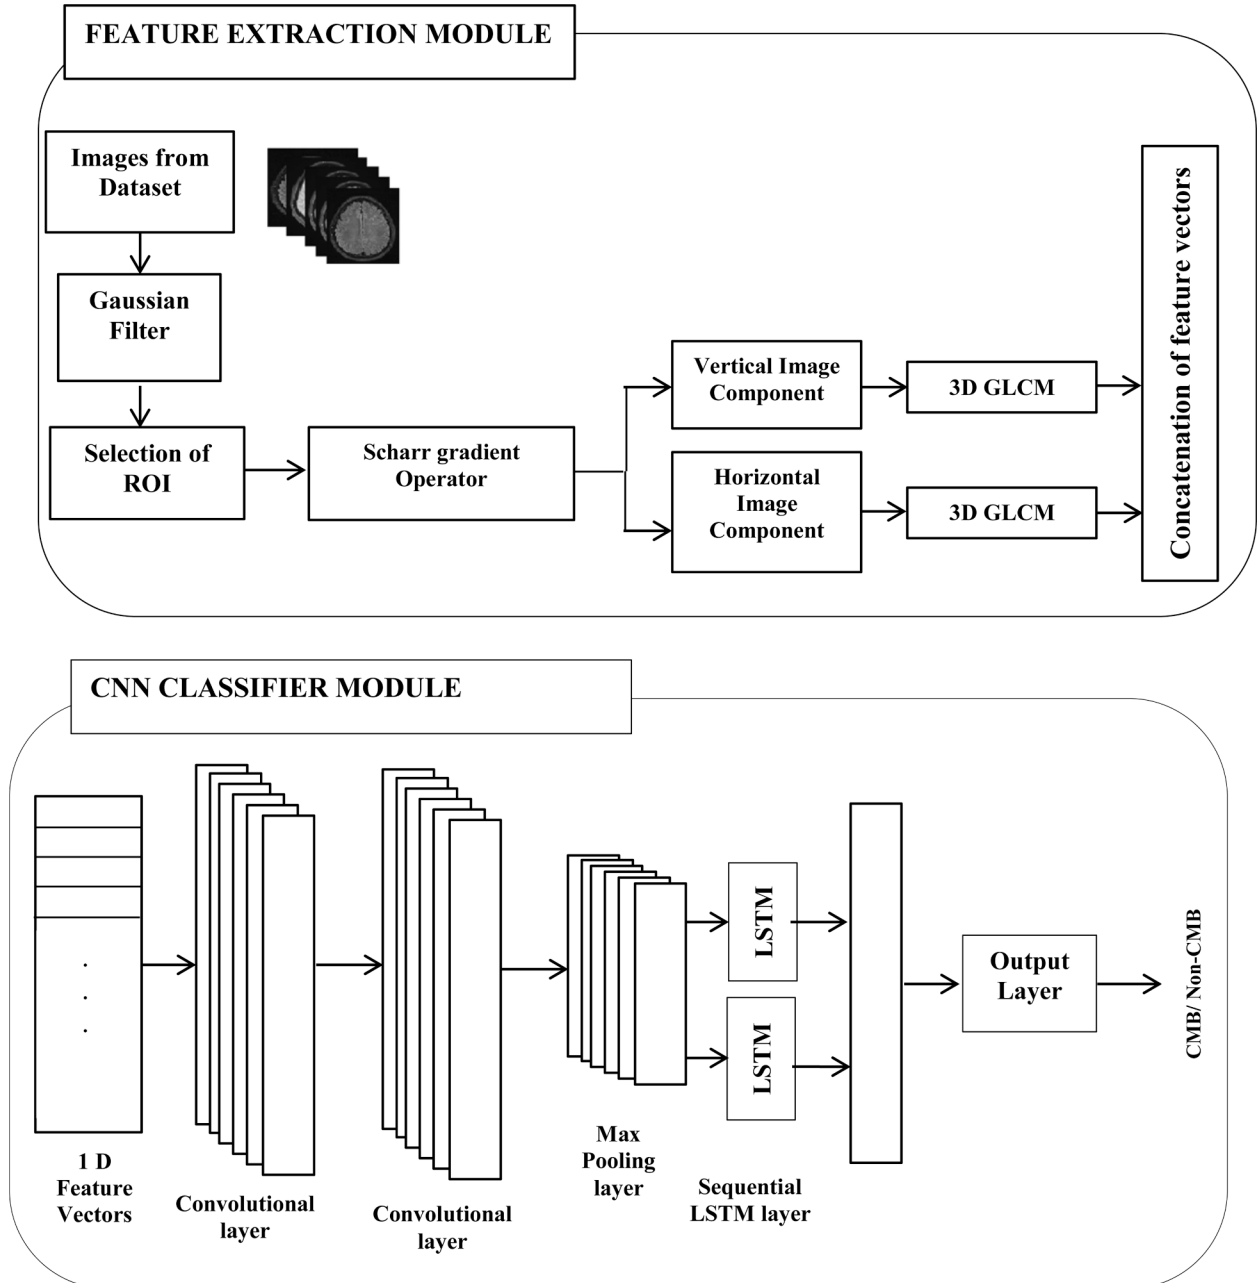 FEATURE EXTRACTION MODULE
Images from
Dataset
Gaussian
Filter
Selection of
ROI
Scharr gradient
Operator
Vertical Image
Component
3D GLCM
Horizontal
Image
Component
3D GLCM
Concatenation of feature vectors
CNN CLASSIFIER MODULE
.
.
.
1 D
Feature
Vectors
Convolutional
layer
Convolutional
layer
Max
Pooling
layer
LSTM
LSTM
Sequential
LSTM layer
Output
Layer
CMB/ Non-CMB